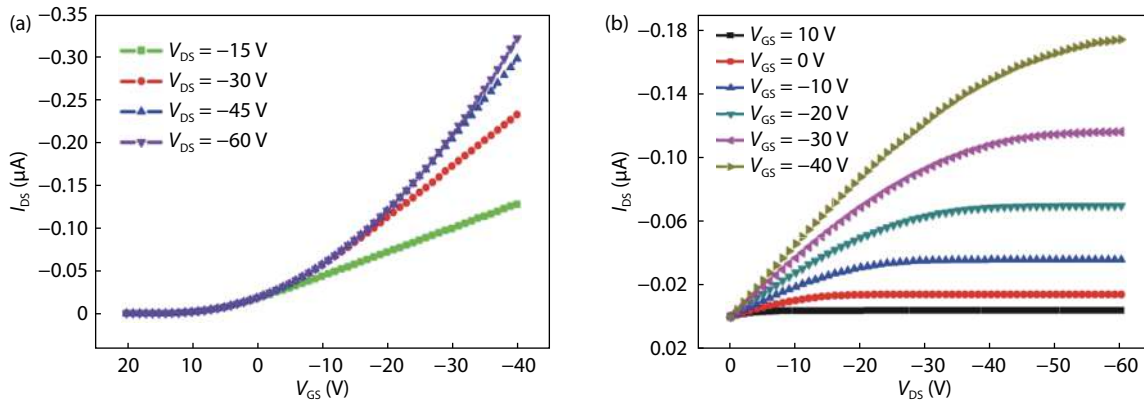 (a)
−0.35
−0.30
−0.25
−0.20
−0.15
−0.10
−0.05
0
I_DS (μA)
V_DS = −15 V
V_DS = −30 V
V_DS = −45 V
V_DS = −60 V
20 10 0 −10 −20 −30 −40
V_GS (V)
(b)
−0.18
−0.14
−0.10
−0.06
−0.02
0.02
I_DS (μA)
V_GS = 10 V
V_GS = 0 V
V_GS = −10 V
V_GS = −20 V
V_GS = −30 V
V_GS = −40 V
0 −10 −20 −30 −40 −50 −60
V_DS (V)